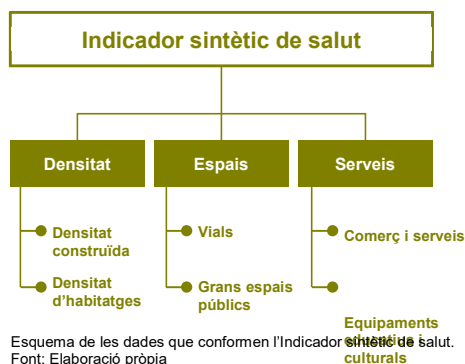 Indicador sintètic de salut
Densitat
Espais
Serveis
Densitat
construïda
Densitat
d'habitatges
Vials
Grans espais
públics
Comerç i serveis
Equipaments
educatius i
culturals
Esquema de les dades que conformen l'Indicador sintètic de salut.
Font: Elaboració pròpia